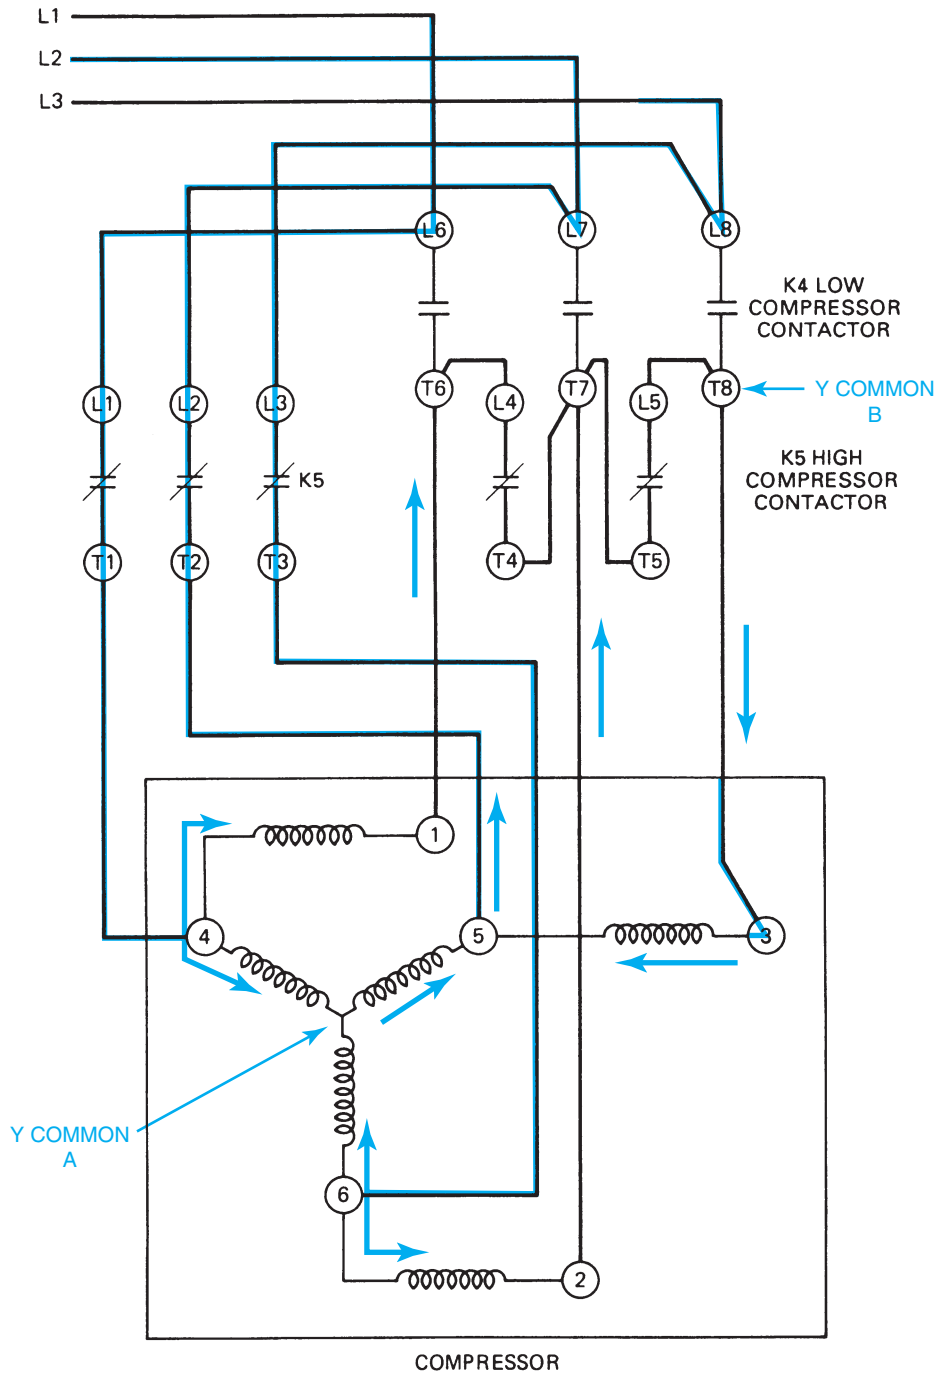 L1
L2
L3
L6
L7
L8
K4 LOW
COMPRESSOR
CONTACTOR
T6
T7
T8
Y COMMON
B
L1
L2
L3
L4
L5
K5
K5 HIGH
COMPRESSOR
CONTACTOR
T1
T2
T3
T4
T5
1
4
5
3
Y COMMON
A
6
2
COMPRESSOR